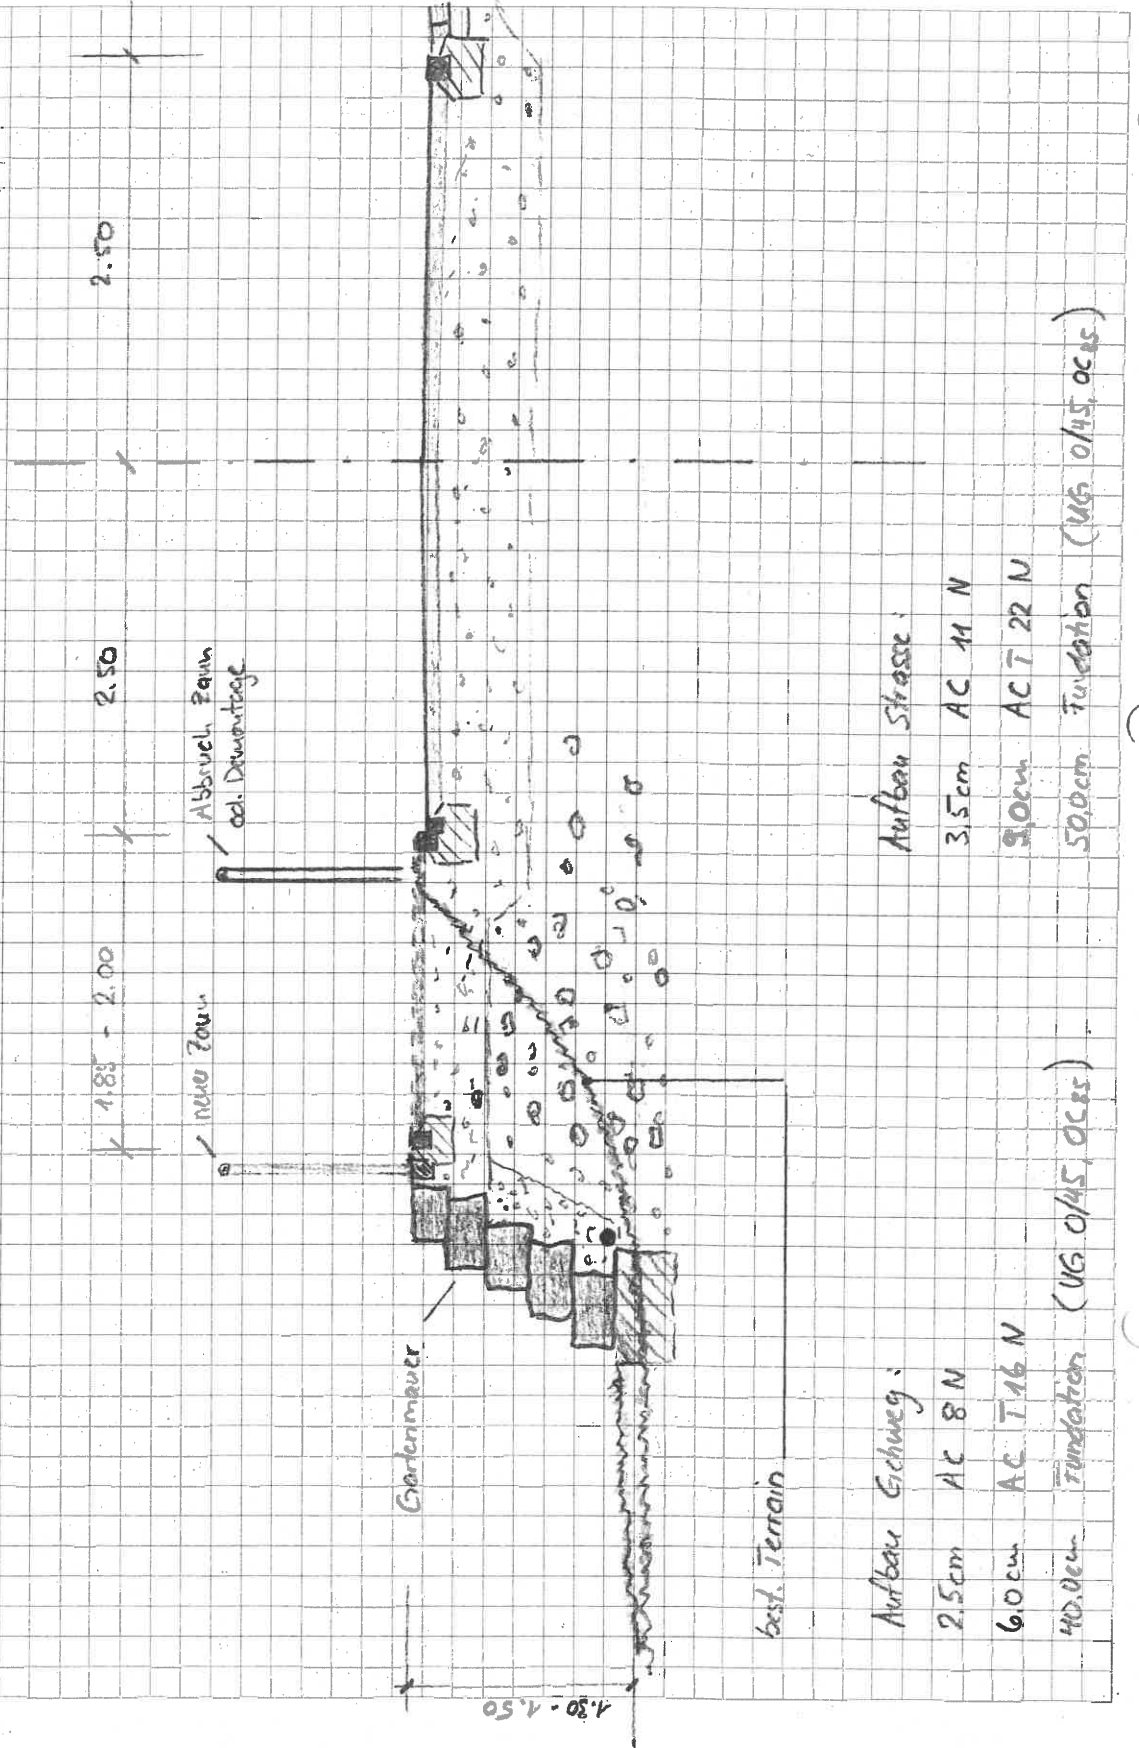 1.85 - 2.00
2.50
2.50
neuer Zaun
Abbruch Zaun
od. Demontage
Gartenmauer
1.30 - 1.50
best. Terrain
Aufbau Gehweg:
2.5cm AC 8 N
6.0cm AC T 16 N
40.0cm Fundation (UG 0/45, OC85)
Aufbau Strasse:
3.5cm AC 11 N
9.0cm AC T 22 N
50.0cm Fundation (UG 0/45, OC85)